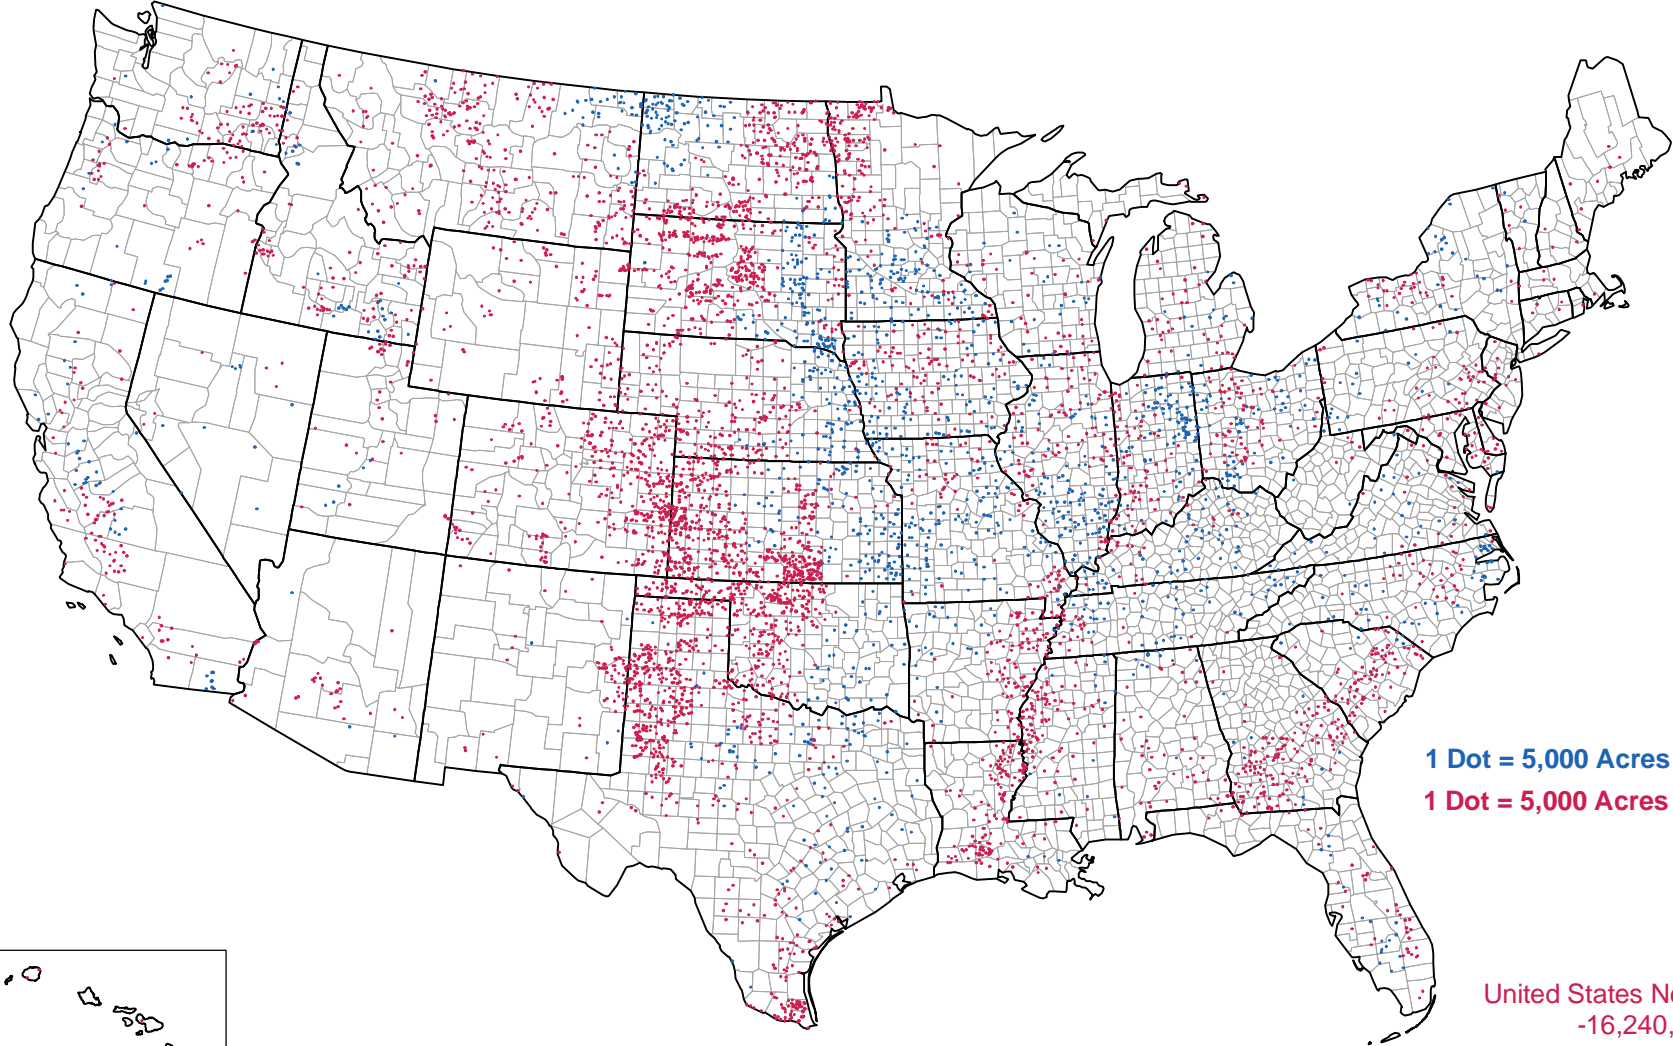 1 Dot = 5,000 Acres
1 Dot = 5,000 Acres
United States
-16,240,